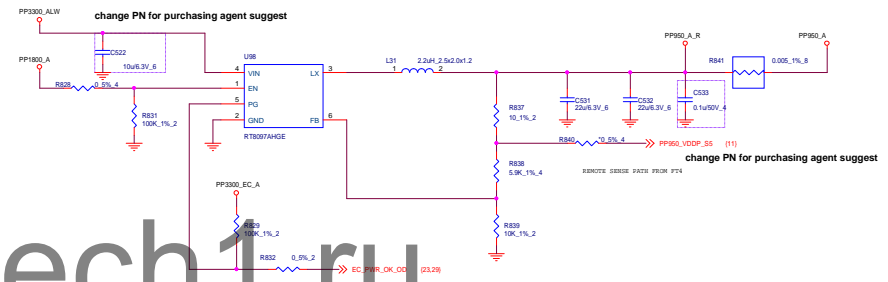 PP3300_ALW
change PN for purchasing agent suggest
C522
10u/6.3V_6
PP1800_A
R828
0_5%_4
R831
100K_1%_2
U98
4
VIN
LX
3
1
EN
5
PG
2
GND
FB
6
RT8097AHGE
L31
2.2uH_2.5x2.0x1.2
1
2
PP950_A_R
PP950_A
R841
0.005_1%_8
R837
10_1%_2
C531
22u/6.3V_6
C532
22u/6.3V_6
C533
0.1u/50V_4
R840
*0_5%_4
PP950_VDDP_S5
(11)
change PN for purchasing agent suggest
REMOTE SENSE PATH FROM FT4
R838
5.9K_1%_4
R839
10K_1%_2
PP3300_EC_A
R829
100K_1%_2
R832
0_5%_2
EC_PWR_OK_OD
(23,29)
ech1.ru